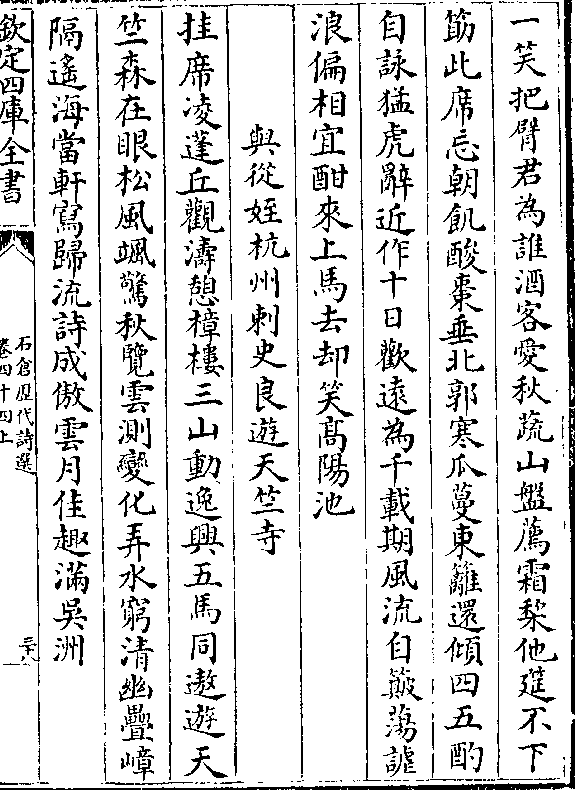 一笑把臂君為誰酒客愛秋蔬山盤薦霜梨他筵不下
筯此席忘朝飢酸棗垂北郭寒瓜蔓東籬還傾四五酌
自詠猛虎辭近作十日歡遠為千載期風流自簸蕩謔
浪偏相宜酣來上馬去却笑髙陽池
與從姪杭州刺史良遊天竺寺
挂席凌蓬丘觀濤憩樟樓三山動逸興五馬同遨遊天
竺森在眼松風颯驚秋覽雲測變化弄水窮清幽疊嶂
隔遙海當軒寫歸流詩成傲雲月佳趣滿吳洲
欽定四庫全書
石倉歴代詩選
卷四十四上
三十八